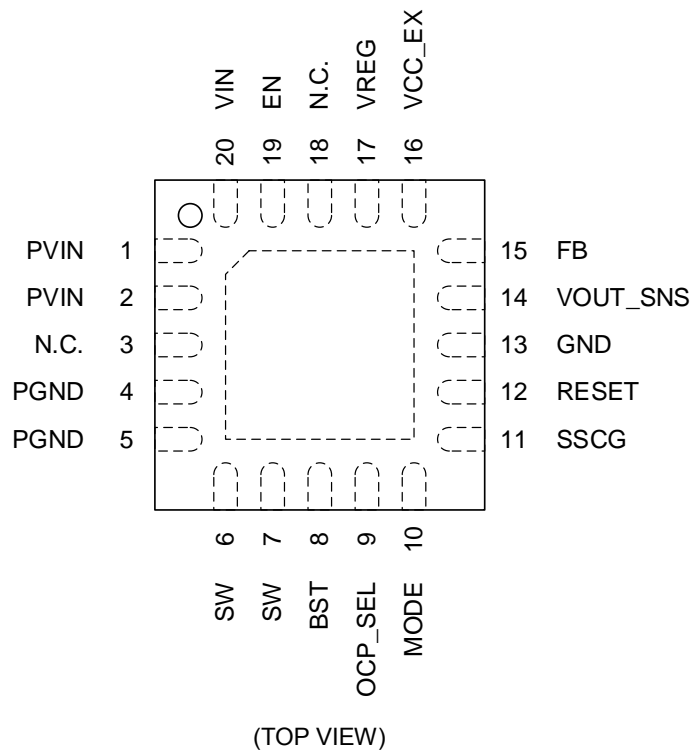 VIN EN N.C. VREG VCC_EX
20 19 18 17 16
PVIN 1 15 FB
PVIN 2 14 VOUT_SNS
N.C. 3 13 GND
PGND 4 12 RESET
PGND 5 11 SSCG
6 7 8 9 10
SW SW BST OCP_SEL MODE
(TOP VIEW)